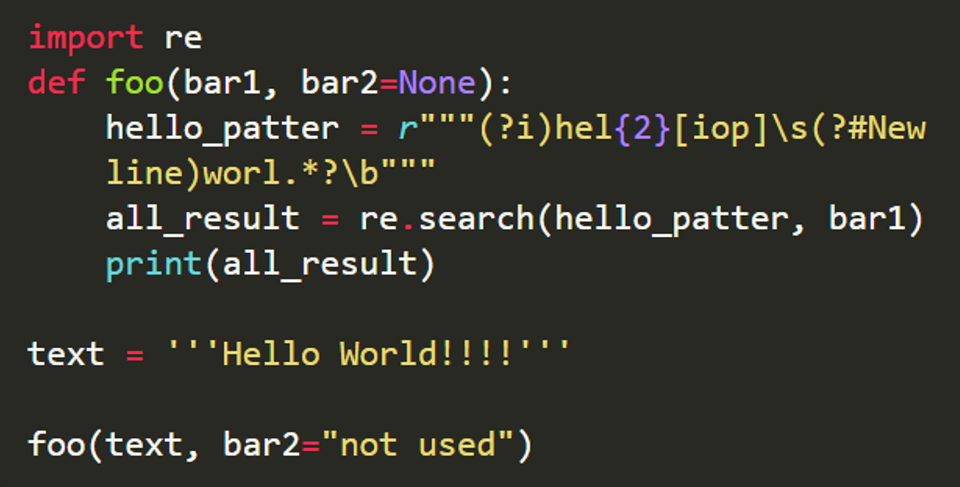 import re
def foo(bar1, bar2=None):
    hello_patter = r"""(?i)hel{2}[iop]\s(?#New
    line)worl.*?\b"""
    all_result = re.search(hello_patter, bar1)
    print(all_result)

text = '''Hello World!!!!'''

foo(text, bar2="not used")